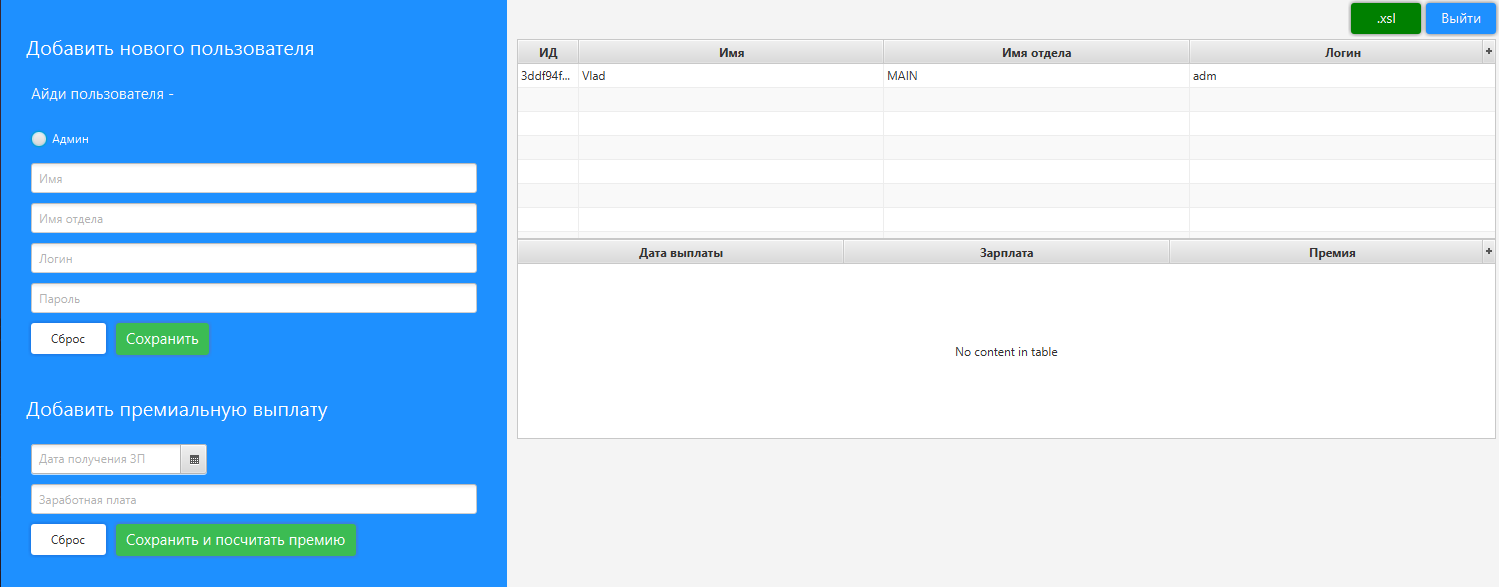 Добавить нового пользователя
Айди пользователя -
Админ
Имя
Имя отдела
Логин
Пароль
Сброс Сохранить
Добавить премиальную выплату
Дата получения ЗП
Заработная плата
Сброс Сохранить и посчитать премию
.xsl Выйти
ИД Имя Имя отдела Логин +
3ddf94f... Vlad MAIN adm
Дата выплаты Зарплата Премия +
No content in table